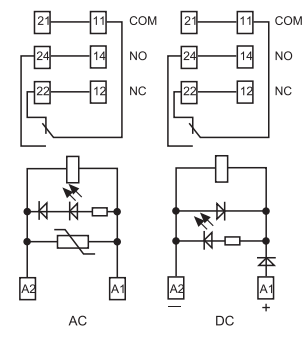 21 11 COM 21 11 COM
24 14 NO 24 14 NO
22 12 NC 22 12 NC
A2 A1 A2 A1
— +
AC DC